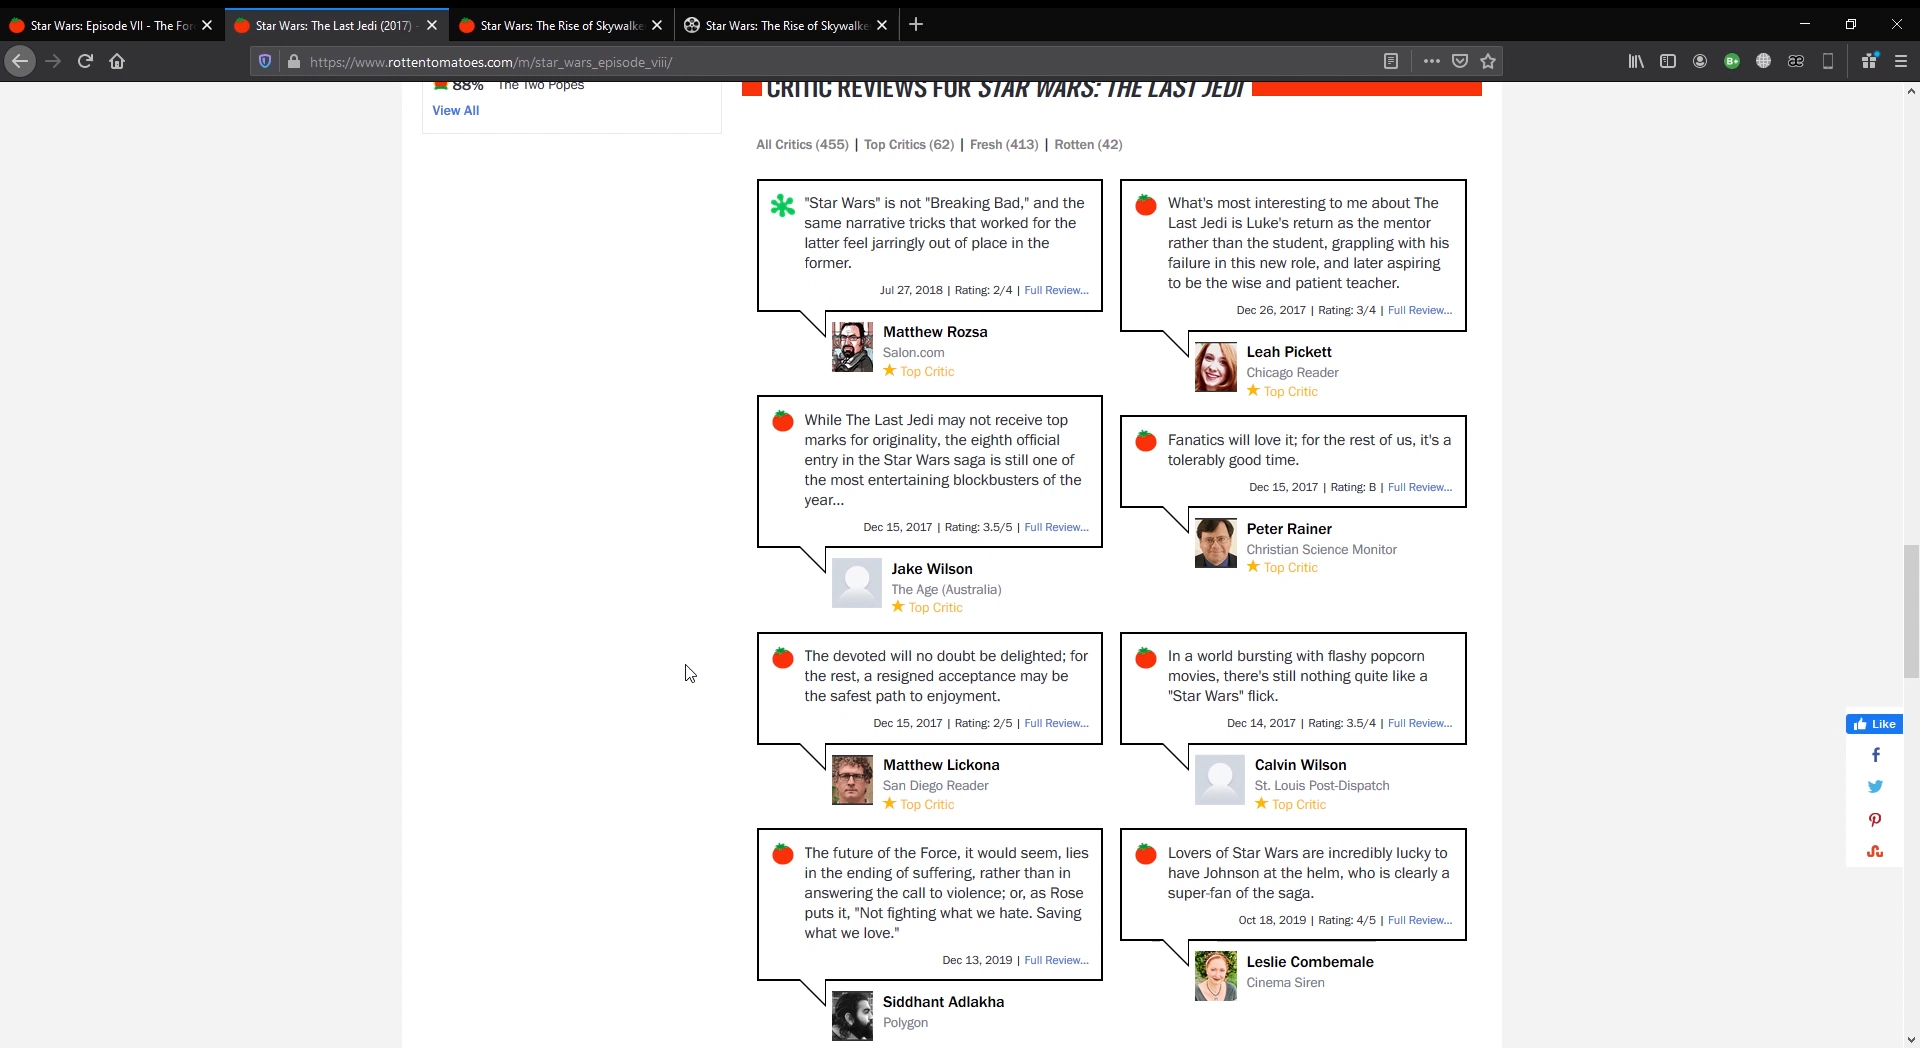 Star Wars: Episode VII - The For
Star Wars: The Last Jedi (2017) -
Star Wars: The Rise of Skywalke
Star Wars: The Rise of Skywalke
https://www.rottentomatoes.com/m/star_wars_episode_viii/
88% The Two Popes
View All
CRITIC REVIEWS FOR STAR WARS: THE LAST JEDI
All Critics (455) | Top Critics (62) | Fresh (413) | Rotten (42)
"Star Wars" is not "Breaking Bad," and the
same narrative tricks that worked for the
latter feel jarringly out of place in the
former.
Jul 27, 2018 | Rating: 2/4 | Full Review...
Matthew Rozsa
Salon.com
Top Critic
What's most interesting to me about The
Last Jedi is Luke's return as the mentor
rather than the student, grappling with his
failure in this new role, and later aspiring
to be the wise and patient teacher.
Dec 26, 2017 | Rating: 3/4 | Full Review...
Leah Pickett
Chicago Reader
Top Critic
While The Last Jedi may not receive top
marks for originality, the eighth official
entry in the Star Wars saga is still one of
the most entertaining blockbusters of the
year...
Dec 15, 2017 | Rating: 3.5/5 | Full Review...
Jake Wilson
The Age (Australia)
Top Critic
Fanatics will love it; for the rest of us, it's a
tolerably good time.
Dec 15, 2017 | Rating: B | Full Review...
Peter Rainer
Christian Science Monitor
Top Critic
The devoted will no doubt be delighted; for
the rest, a resigned acceptance may be
the safest path to enjoyment.
Dec 15, 2017 | Rating: 2/5 | Full Review...
Matthew Lickona
San Diego Reader
Top Critic
In a world bursting with flashy popcorn
movies, there's still nothing quite like a
"Star Wars" flick.
Dec 14, 2017 | Rating: 3.5/4 | Full Review...
Calvin Wilson
St. Louis Post-Dispatch
Top Critic
The future of the Force, it would seem, lies
in the ending of suffering, rather than in
answering the call to violence; or, as Rose
puts it, "Not fighting what we hate. Saving
what we love."
Dec 13, 2019 | Full Review...
Siddhant Adlakha
Polygon
Lovers of Star Wars are incredibly lucky to
have Johnson at the helm, who is clearly a
super-fan of the saga.
Oct 18, 2019 | Rating: 4/5 | Full Review...
Leslie Combemale
Cinema Siren
Like